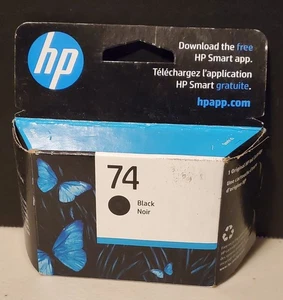 hp
Download the free
HP Smart app.
Téléchargez l'application
HP Smart gratuite.
hpapp.com
74
Black
Noir